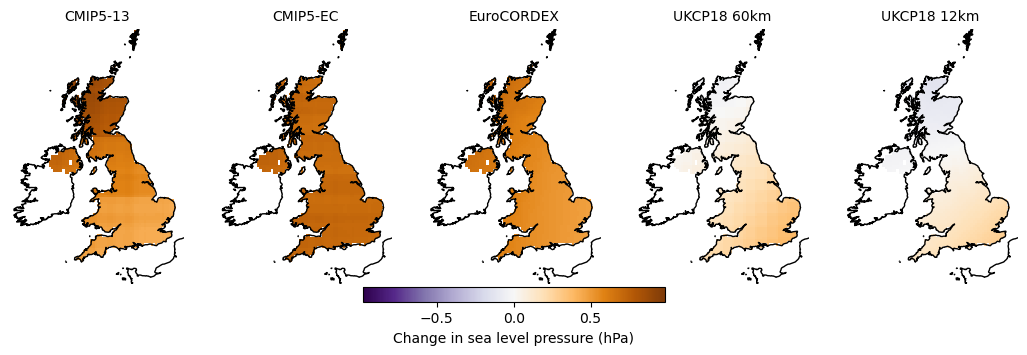 CMIP5-13 CMIP5-EC EuroCORDEX UKCP18 60km UKCP18 12km
−0.5 0.0 0.5
Change in sea level pressure (hPa)